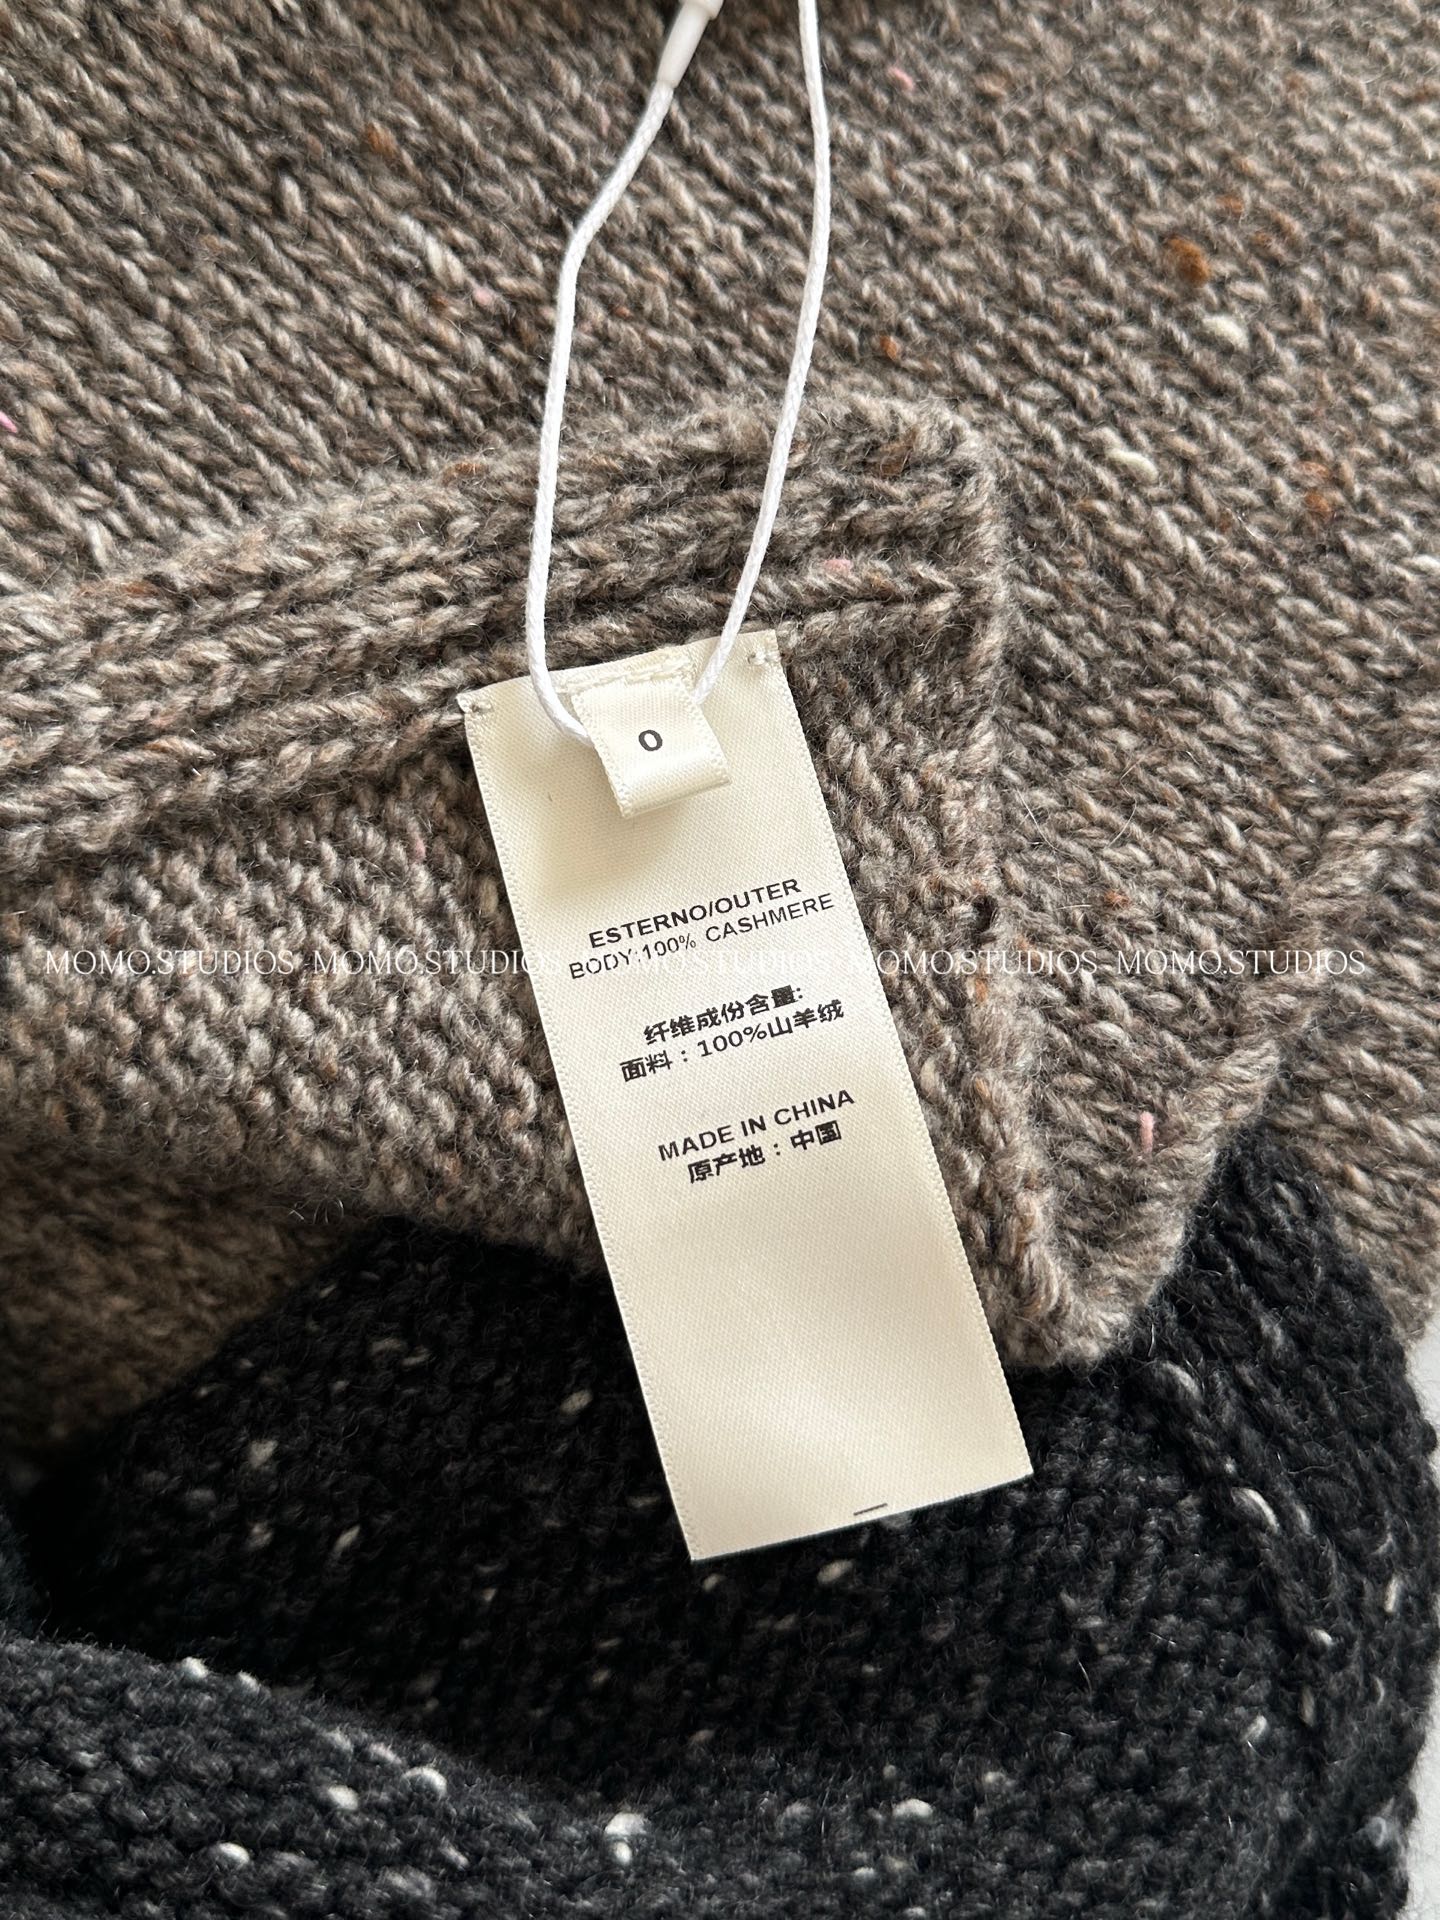 0
ESTERNO/OUTER
BODY:100% CASHMERE
MOMO.STUDIOS MOMO.STUDIOS MOMO.STUDIOS MOMO.STUDIOS MOMO.STUDIOS
纤维成份含量:
面料：100%山羊绒
MADE IN CHINA
原产地：中国